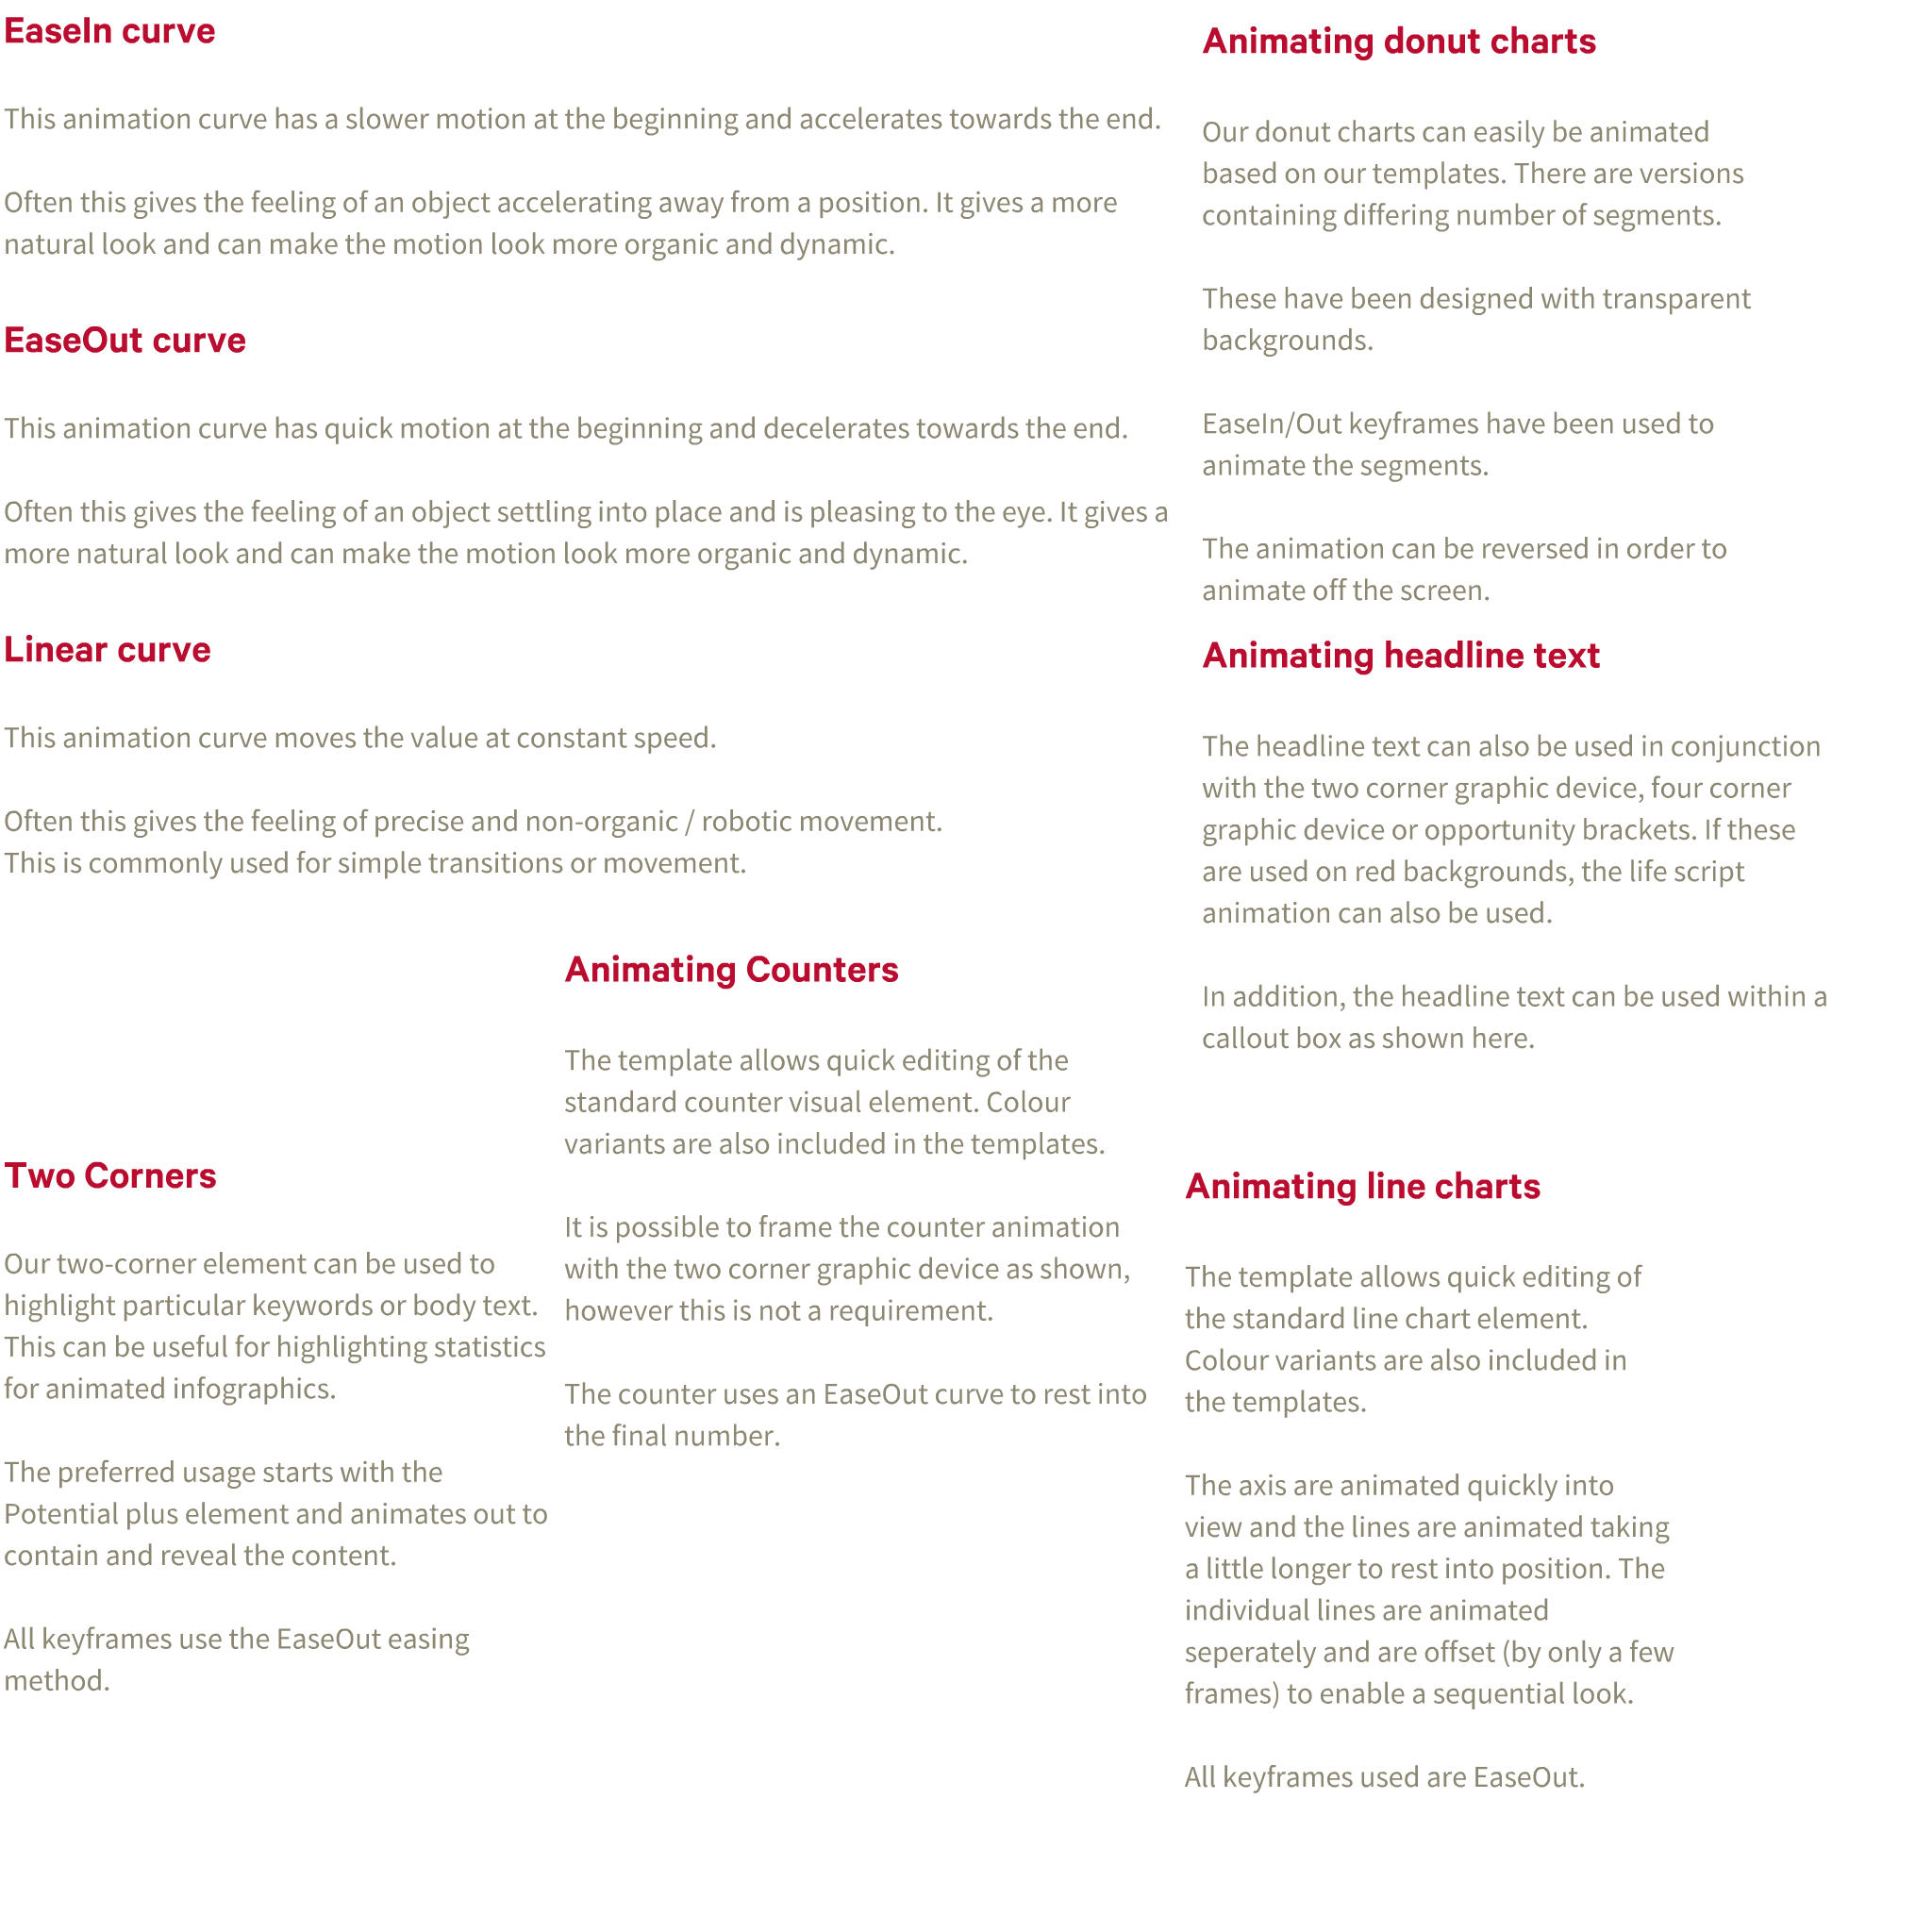 EaseIn curve
This animation curve has a slower motion at the beginning and accelerates towards the end.
Often this gives the feeling of an object accelerating away from a position. It gives a more
natural look and can make the motion look more organic and dynamic.
EaseOut curve
This animation curve has quick motion at the beginning and decelerates towards the end.
Often this gives the feeling of an object settling into place and is pleasing to the eye. It gives a
more natural look and can make the motion look more organic and dynamic.
Linear curve
This animation curve moves the value at constant speed.
Often this gives the feeling of precise and non-organic / robotic movement.
This is commonly used for simple transitions or movement.
Two Corners
Our two-corner element can be used to
highlight particular keywords or body text.
This can be useful for highlighting statistics
for animated infographics.
The preferred usage starts with the
Potential plus element and animates out to
contain and reveal the content.
All keyframes use the EaseOut easing
method.
Animating Counters
The template allows quick editing of the
standard counter visual element. Colour
variants are also included in the templates.
It is possible to frame the counter animation
with the two corner graphic device as shown,
however this is not a requirement.
The counter uses an EaseOut curve to rest into
the final number.
Animating donut charts
Our donut charts can easily be animated
based on our templates. There are versions
containing differing number of segments.
These have been designed with transparent
backgrounds.
EaseIn/Out keyframes have been used to
animate the segments.
The animation can be reversed in order to
animate off the screen.
Animating headline text
The headline text can also be used in conjunction
with the two corner graphic device, four corner
graphic device or opportunity brackets. If these
are used on red backgrounds, the life script
animation can also be used.
In addition, the headline text can be used within a
callout box as shown here.
Animating line charts
The template allows quick editing of
the standard line chart element.
Colour variants are also included in
the templates.
The axis are animated quickly into
view and the lines are animated taking
a little longer to rest into position. The
individual lines are animated
seperately and are offset (by only a few
frames) to enable a sequential look.
All keyframes used are EaseOut.